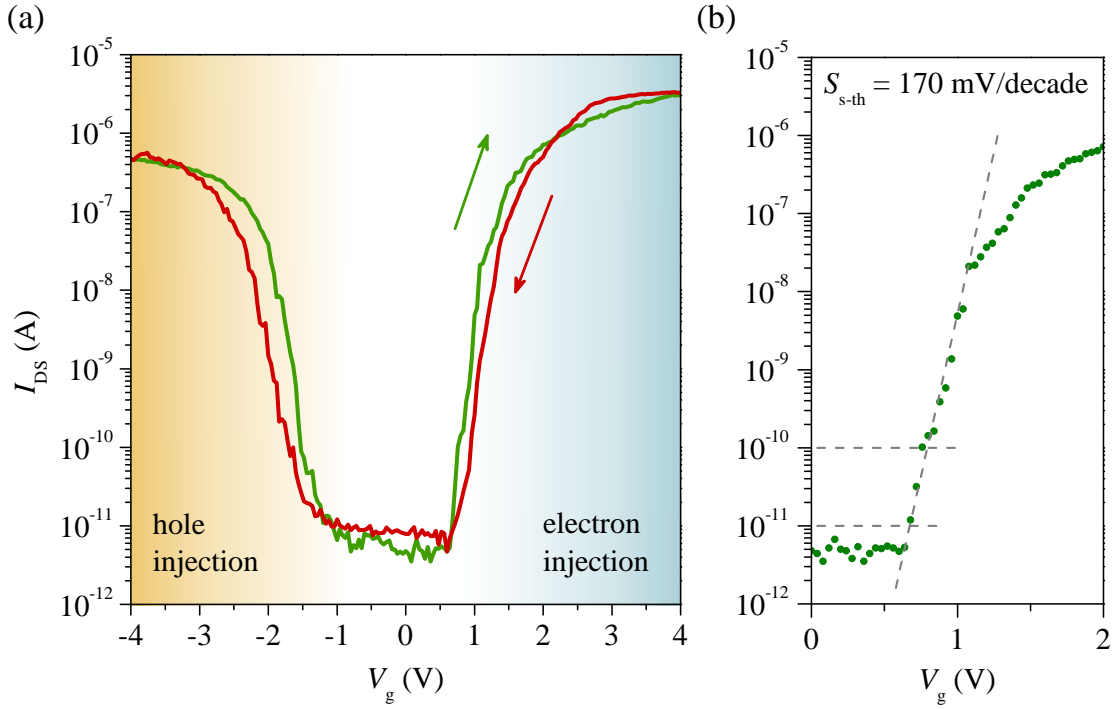 (a)
10⁻⁵
10⁻⁶
10⁻⁷
10⁻⁸
10⁻⁹
10⁻¹⁰
10⁻¹¹
10⁻¹²
I_DS (A)
hole
injection
electron
injection
-4 -3 -2 -1 0 1 2 3 4
V_g (V)
(b)
S_s-th = 170 mV/decade
10⁻⁵
10⁻⁶
10⁻⁷
10⁻⁸
10⁻⁹
10⁻¹⁰
10⁻¹¹
10⁻¹²
0 1 2
V_g (V)